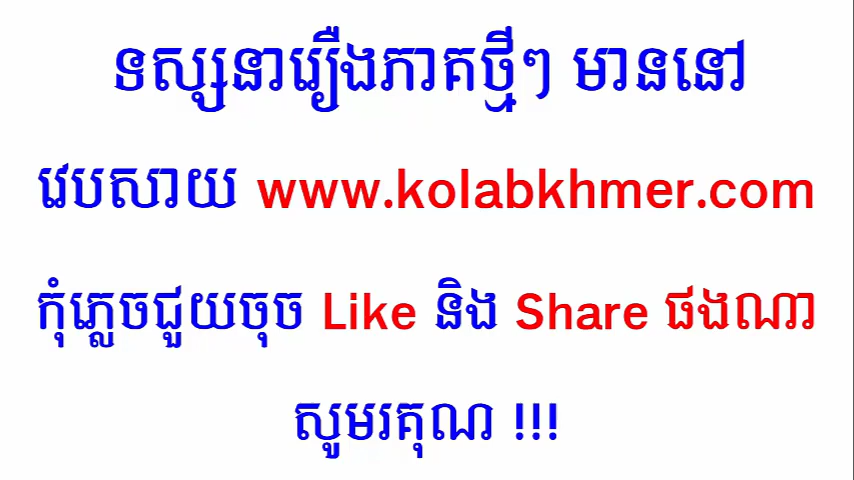 ទស្សនារឿងភាគថ្មីៗ មាននៅ
វេបសាយ www.kolabkhmer.com
កុំភ្លេចជួយចុច Like និង Share ផងណា
សូមរគុណ !!!